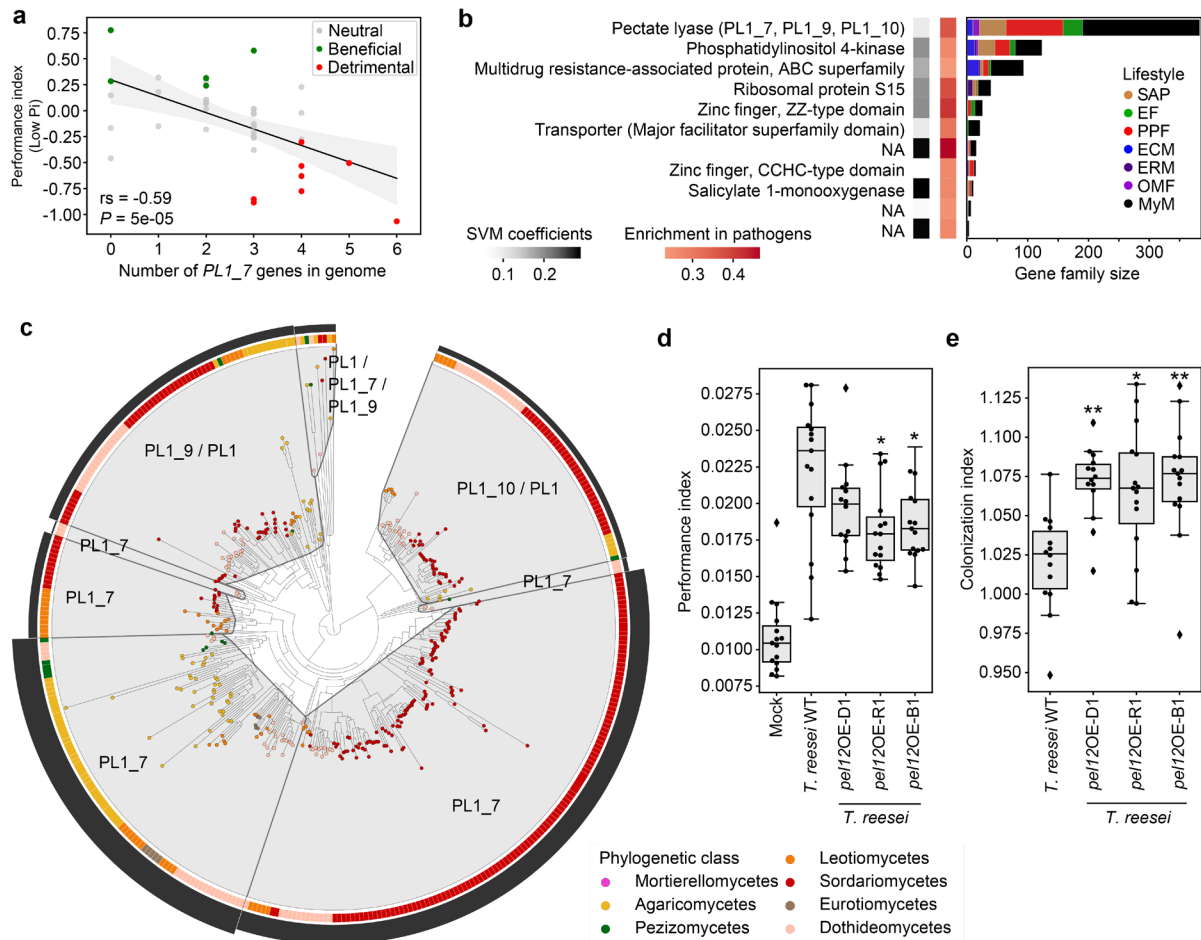 a
0.75
0.50
0.25
0.00
-0.25
-0.50
-0.75
-1.00
Performance index
(Low Pi)
Neutral
Beneficial
Detrimental
rs = -0.59
P = 5e-05
0 1 2 3 4 5 6
Number of PL1_7 genes in genome
b
Pectate lyase (PL1_7, PL1_9, PL1_10)
Phosphatidylinositol 4-kinase
Multidrug resistance-associated protein, ABC superfamily
Ribosomal protein S15
Zinc finger, ZZ-type domain
Transporter (Major facilitator superfamily domain)
NA
Zinc finger, CCHC-type domain
Salicylate 1-monooxygenase
NA
NA
SVM coefficients
0.1 0.2
Enrichment in pathogens
0.3 0.4
Lifestyle
SAP
EF
PPF
ECM
ERM
OMF
MyM
0 100 200 300
Gene family size
c
PL1 /
PL1_7 /
PL1_9
PL1_9 / PL1
PL1_10 / PL1
PL1_7
PL1_7
PL1_7
PL1_7
PL1_7
Phylogenetic class
Mortierellomycetes
Agaricomycetes
Pezizomycetes
Leotiomycetes
Sordariomycetes
Eurotiomycetes
Dothideomycetes
d
Performance index
0.0275
0.0250
0.0225
0.0200
0.0175
0.0150
0.0125
0.0100
0.0075
* *
Mock
T. reesei WT
pel12OE-D1
pel12OE-R1
pel12OE-B1
T. reesei
e
Colonizatioin index
1.125
1.100
1.075
1.050
1.025
1.000
0.975
0.950
** * **
T. reesei WT
pel12OE-D1
pel12OE-R1
pel12OE-B1
T. reesei